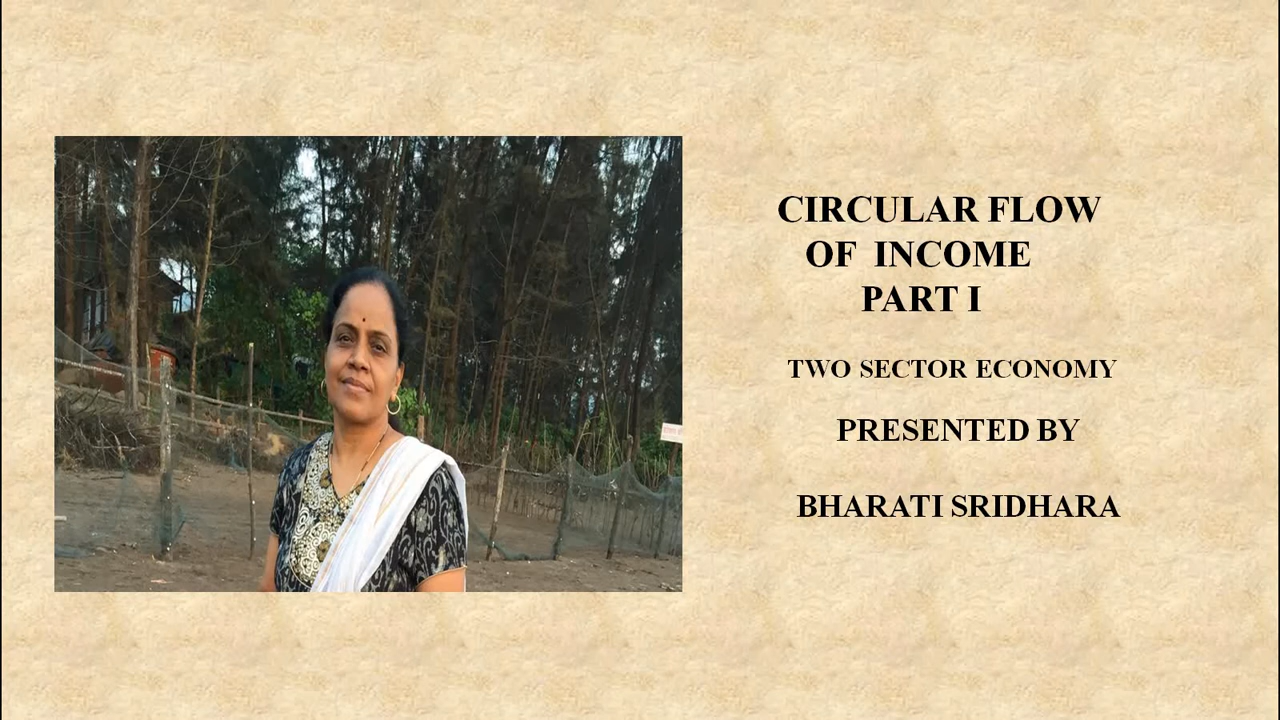 CIRCULAR FLOW
OF INCOME
PART I
TWO SECTOR ECONOMY
PRESENTED BY
BHARATI SRIDHARA